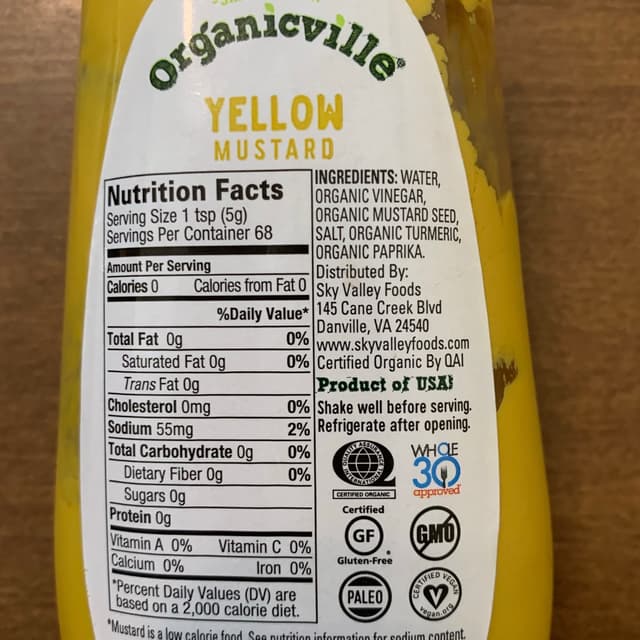 Organicville®
YELLOW
MUSTARD
Nutrition Facts
Serving Size 1 tsp (5g)
Servings Per Container 68
Amount Per Serving
Calories 0 Calories from Fat 0
%Daily Value*
Total Fat 0g 0%
Saturated Fat 0g 0%
Trans Fat 0g
Cholesterol 0mg 0%
Sodium 55mg 2%
Total Carbohydrate 0g 0%
Dietary Fiber 0g 0%
Sugars 0g
Protein 0g
Vitamin A 0% Vitamin C 0%
Calcium 0% Iron 0%
*Percent Daily Values (DV) are
based on a 2,000 calorie diet.
INGREDIENTS: WATER,
ORGANIC VINEGAR,
ORGANIC MUSTARD SEED,
SALT, ORGANIC TURMERIC,
ORGANIC PAPRIKA.
Distributed By:
Sky Valley Foods
145 Cane Creek Blvd
Danville, VA 24540
www.skyvalleyfoods.com
Certified Organic By QAI
Product of USA!
Shake well before serving.
Refrigerate after opening.
QUALITY ASSURANCE
INTERNATIONAL
CERTIFIED ORGANIC
WHOLE
30
approved
Certified
GF
Gluten-Free
GMO
PALEO
CERTIFIED VEGAN
V
vegan.org
*Mustard is a low calorie food. See nutrition information for sodium content.